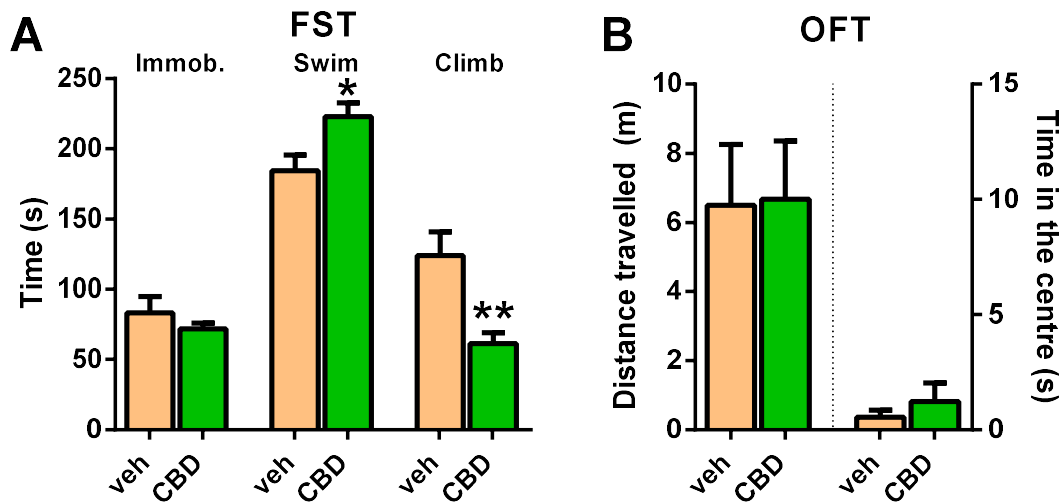 A
FST
Immob. Swim Climb
Time (s)
250
200
150
100
50
0
* **
veh CBD veh CBD veh CBD
B
OFT
Distance travelled (m)
10
8
6
4
2
0
15
10
5
0
Time in the centre (s)
veh CBD veh CBD